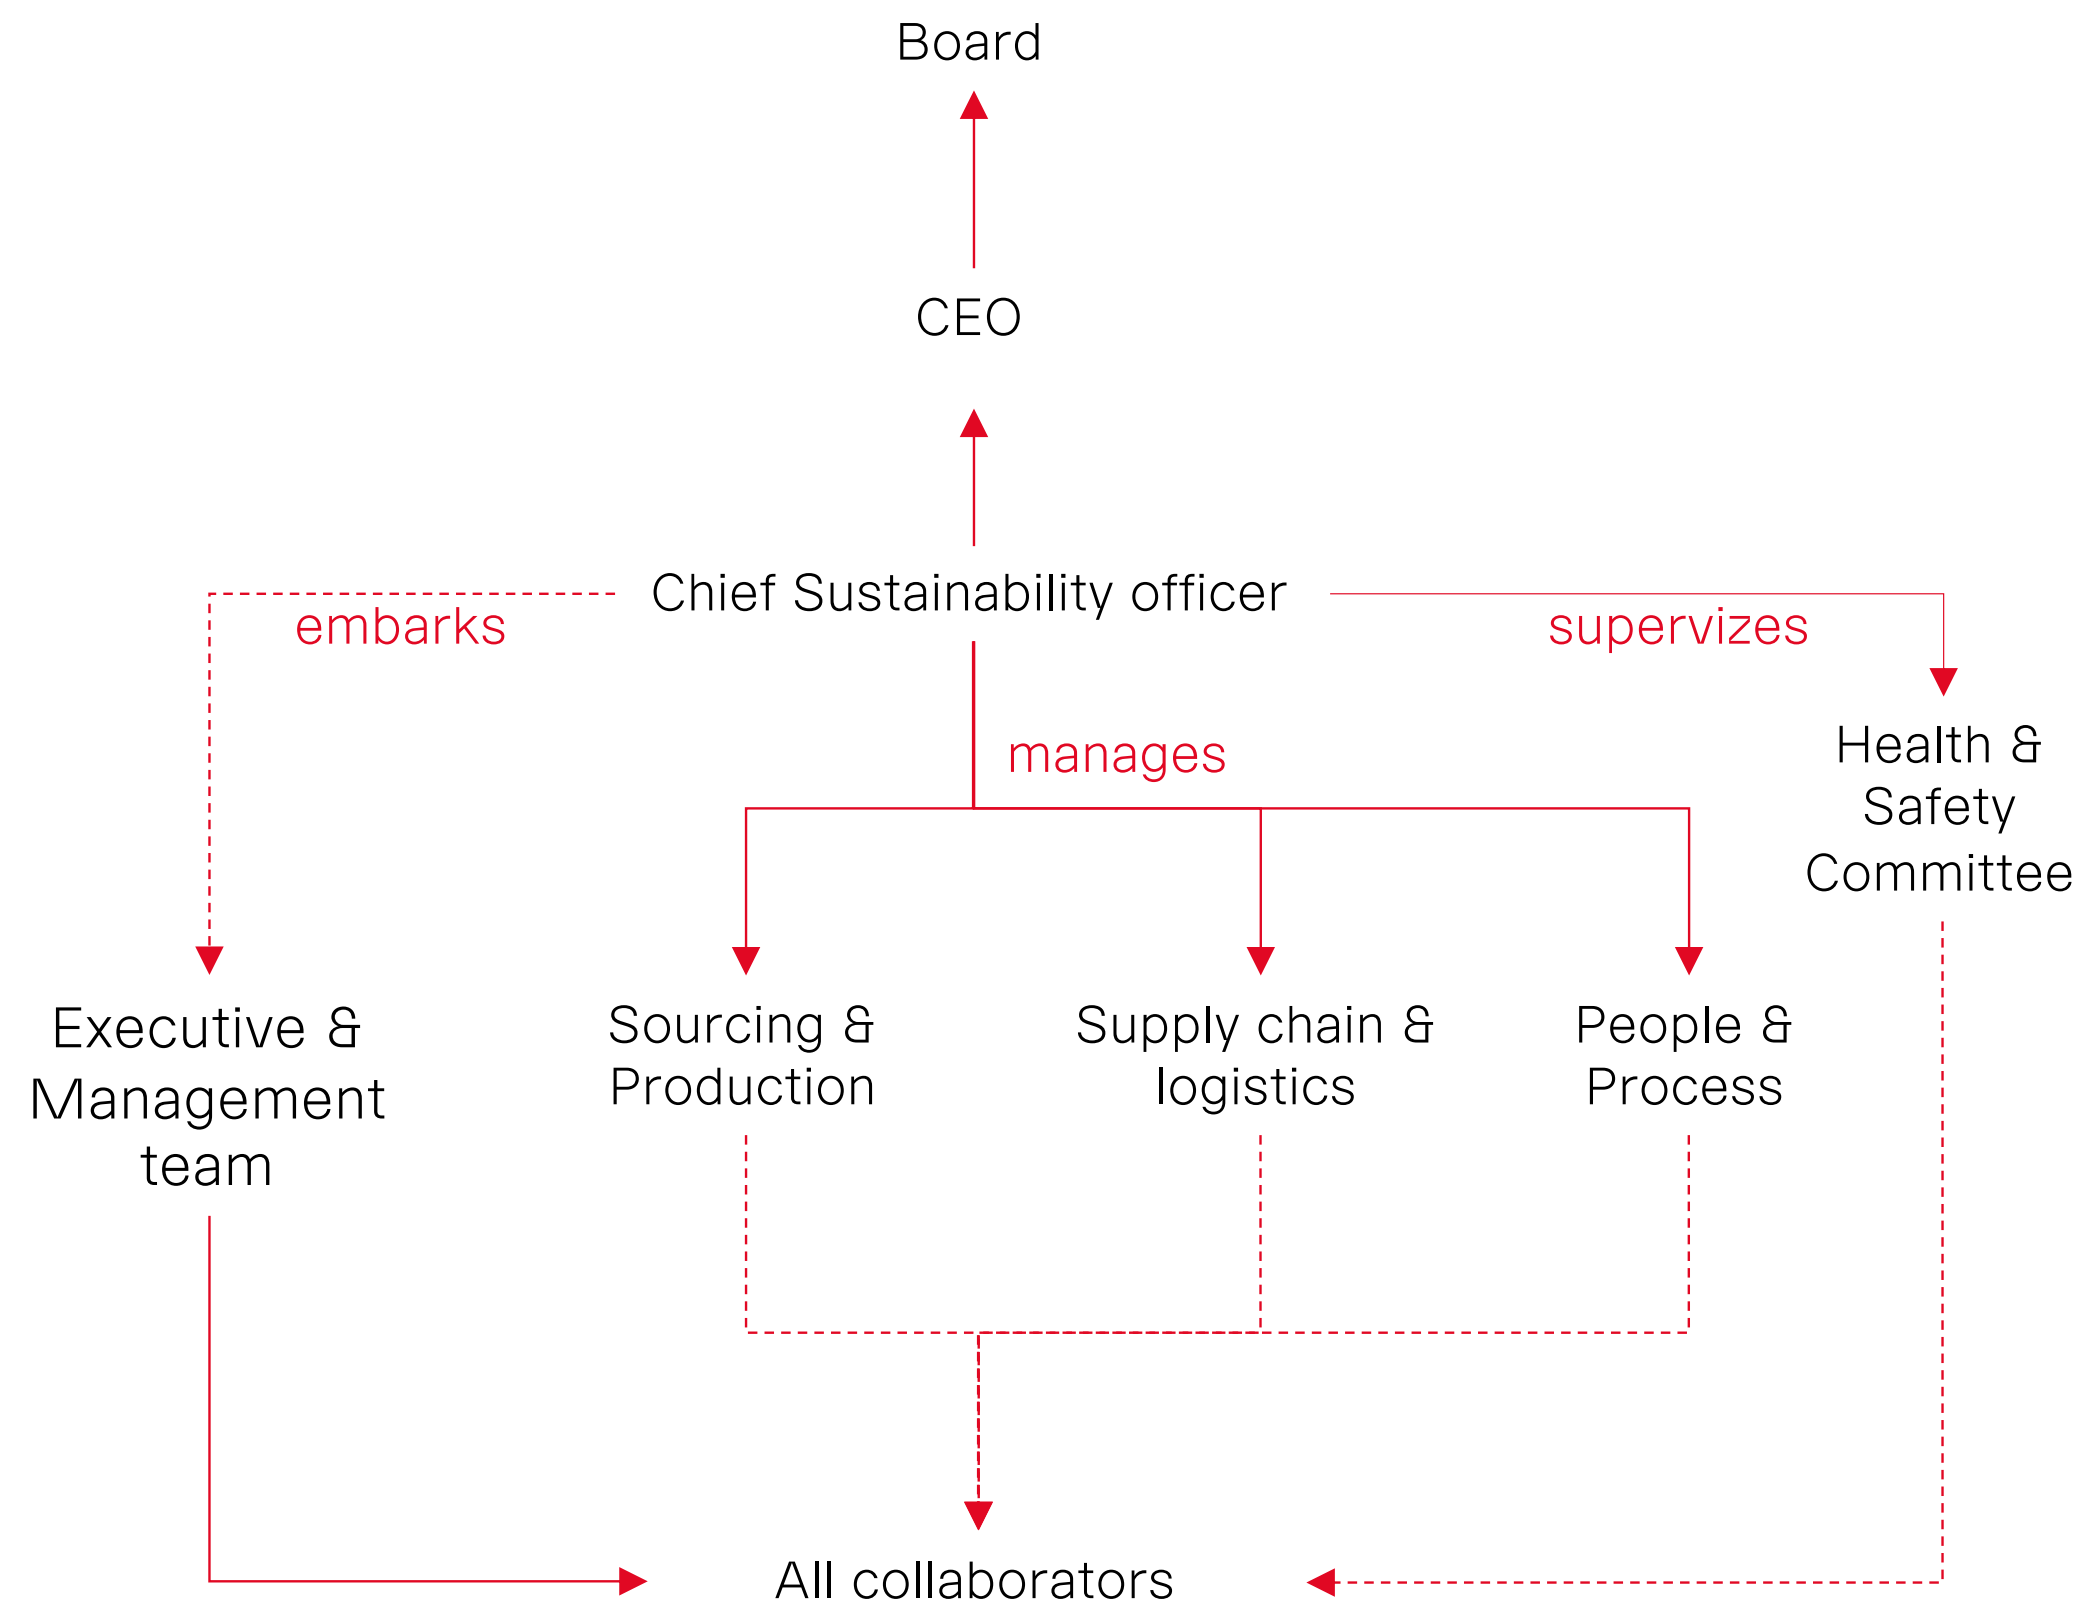 Board
CEO
Chief Sustainability officer
embarks
supervizes
manages
Health &
Safety
Committee
Executive &
Management
team
Sourcing &
Production
Supply chain &
logistics
People &
Process
All collaborators